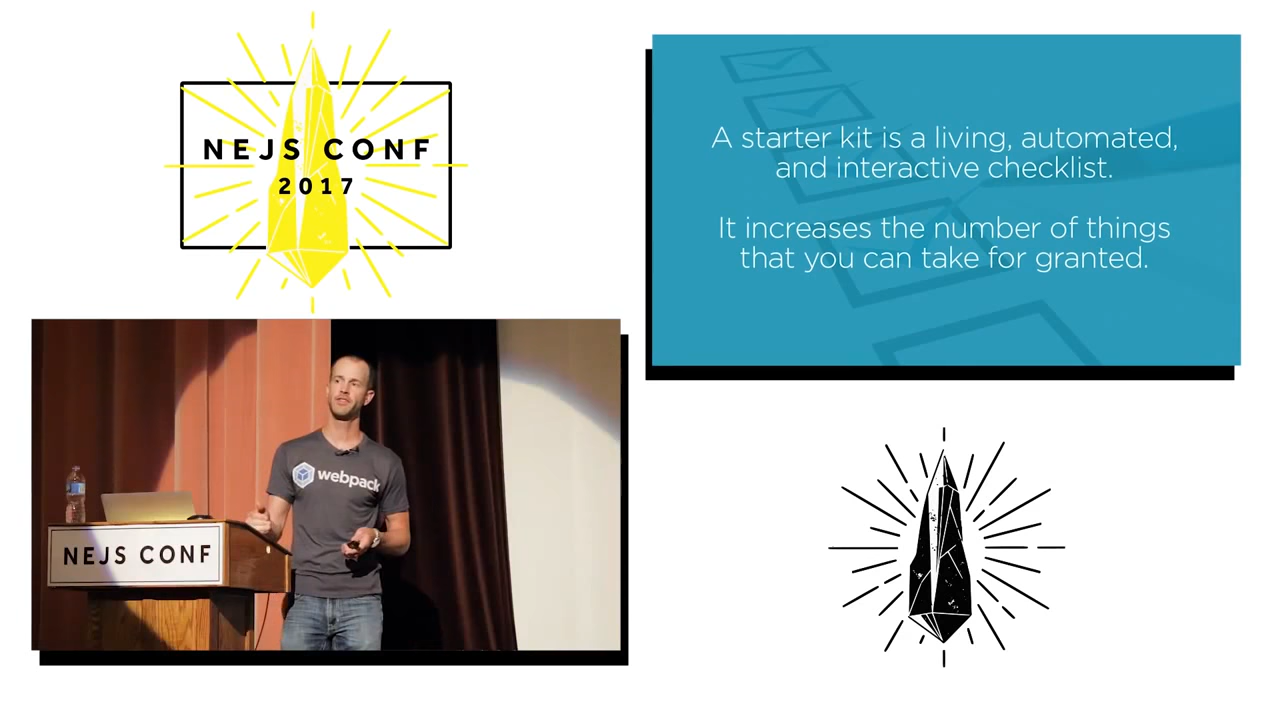 NEJS CONF
2017
A starter kit is a living, automated,
and interactive checklist.
It increases the number of things
that you can take for granted.
webpack
NEJS CONF